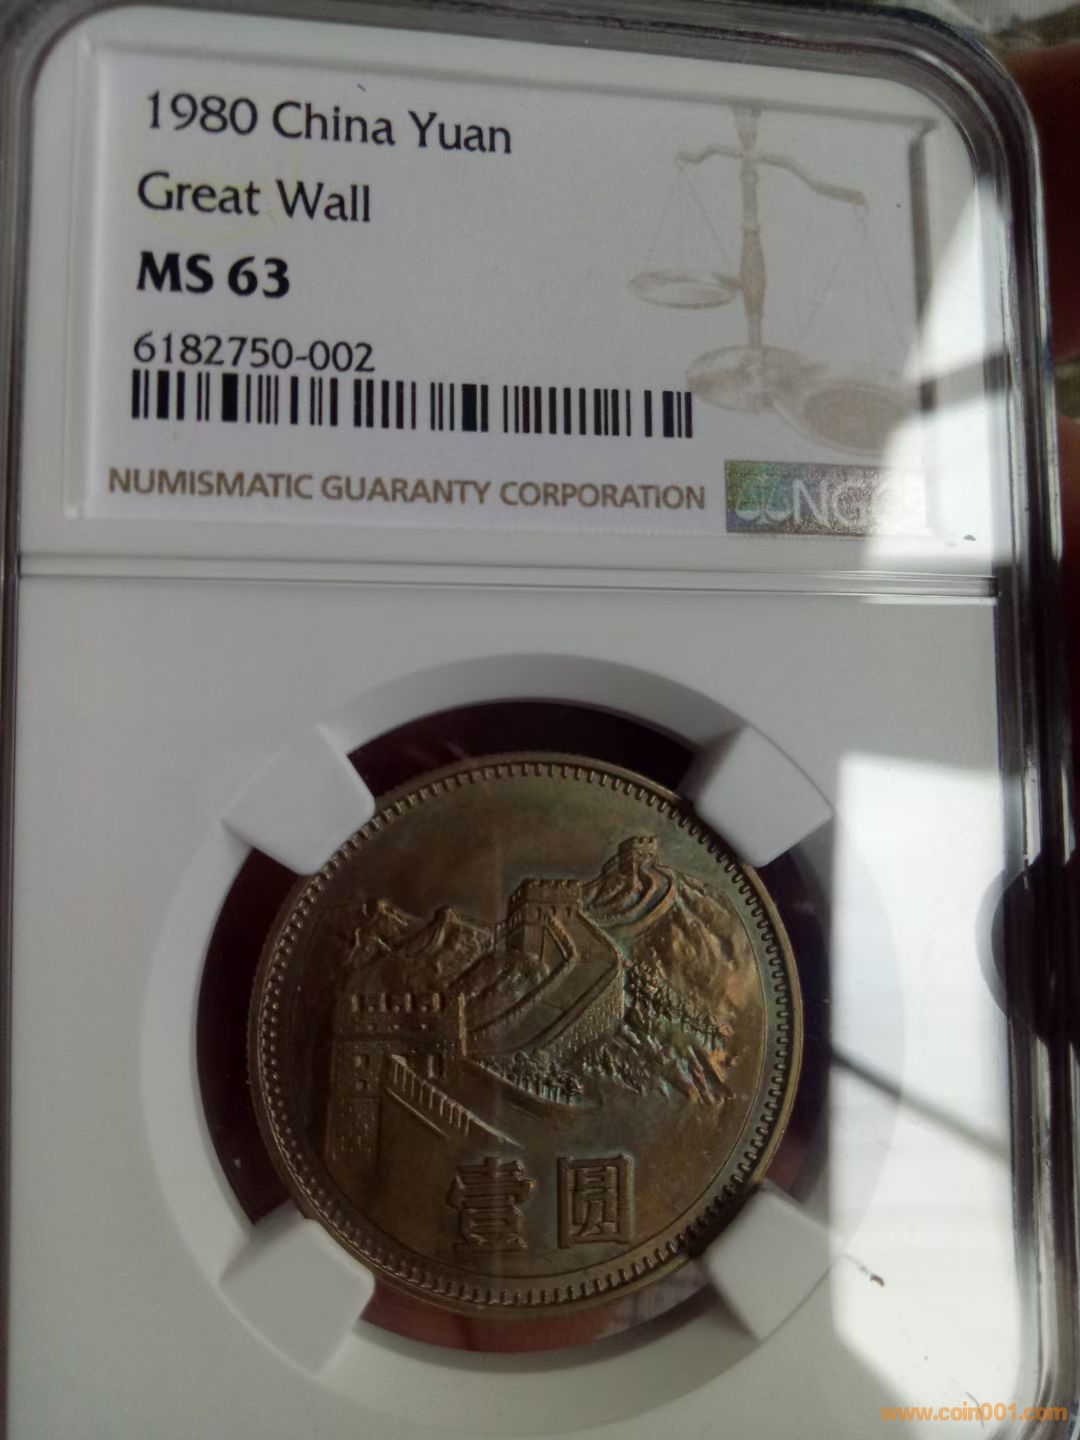 1980 China Yuan
Great Wall
MS 63
6182750-002
NUMISMATIC GUARANTY CORPORATION
NGC
壹圆
www.coin001.com